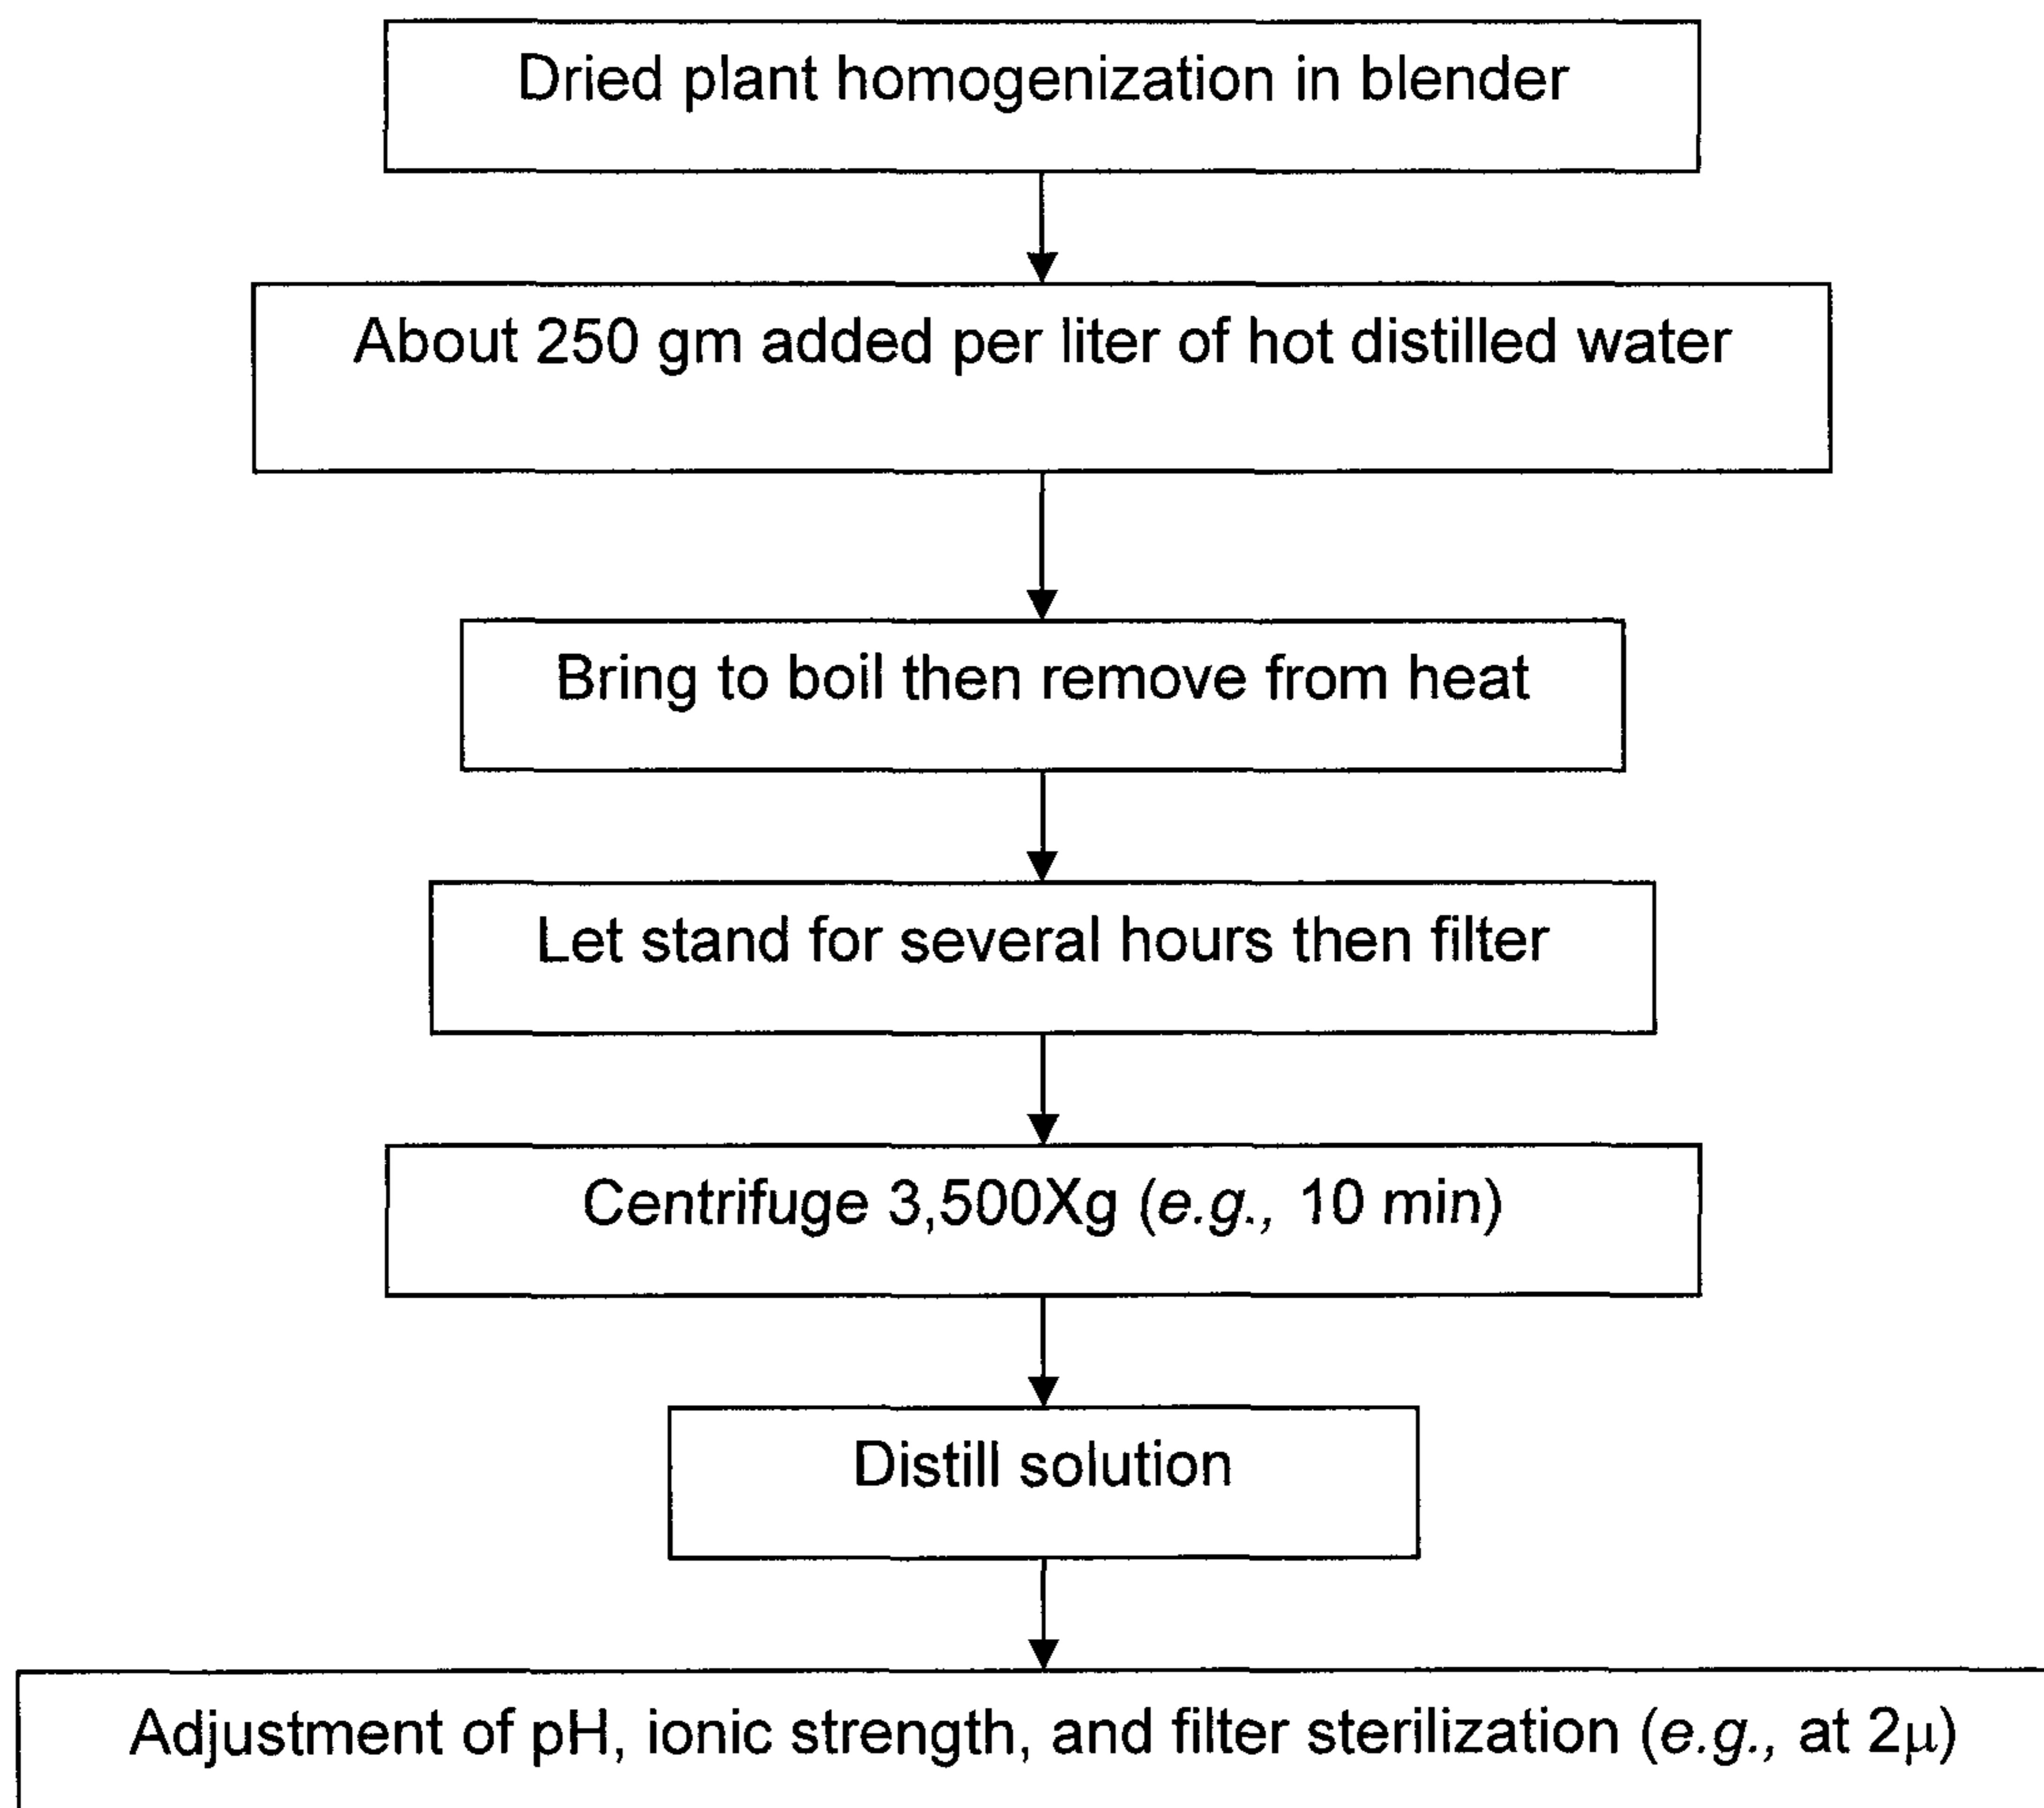 Dried plant homogenization in blender
About 250 gm added per liter of hot distilled water
Bring to boil then remove from heat
Let stand for several hours then filter
Centrifuge 3,500Xg (e.g., 10 min)
Distill solution
Adjustment of pH, ionic strength, and filter sterilization (e.g., at 2μ)